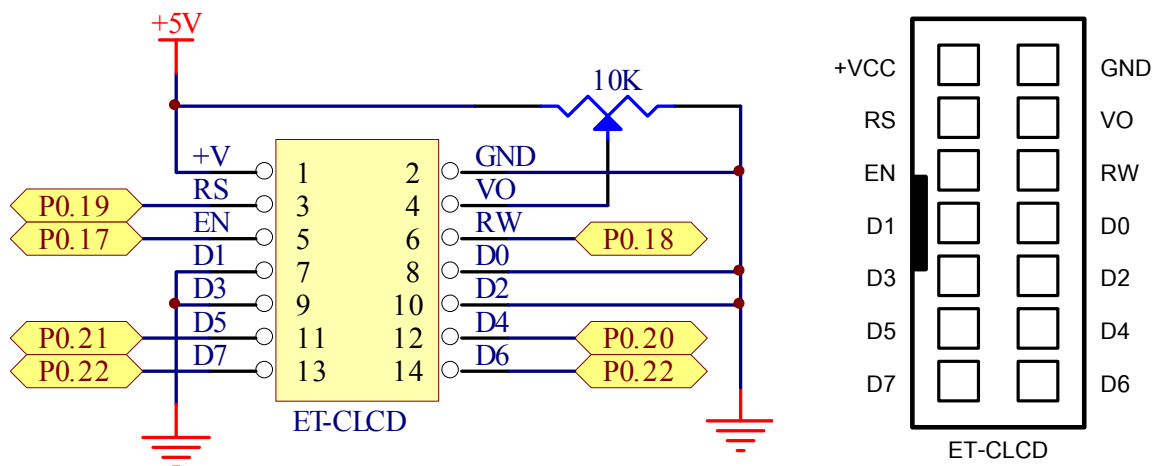 +5V
10K
+V 1 2 GND
P0.19 RS 3 4 VO
P0.17 EN 5 6 RW P0.18
D1 7 8 D0
D3 9 10 D2
P0.21 D5 11 12 D4 P0.20
P0.22 D7 13 14 D6 P0.22
ET-CLCD
+VCC GND
RS VO
EN RW
D1 D0
D3 D2
D5 D4
D7 D6
ET-CLCD